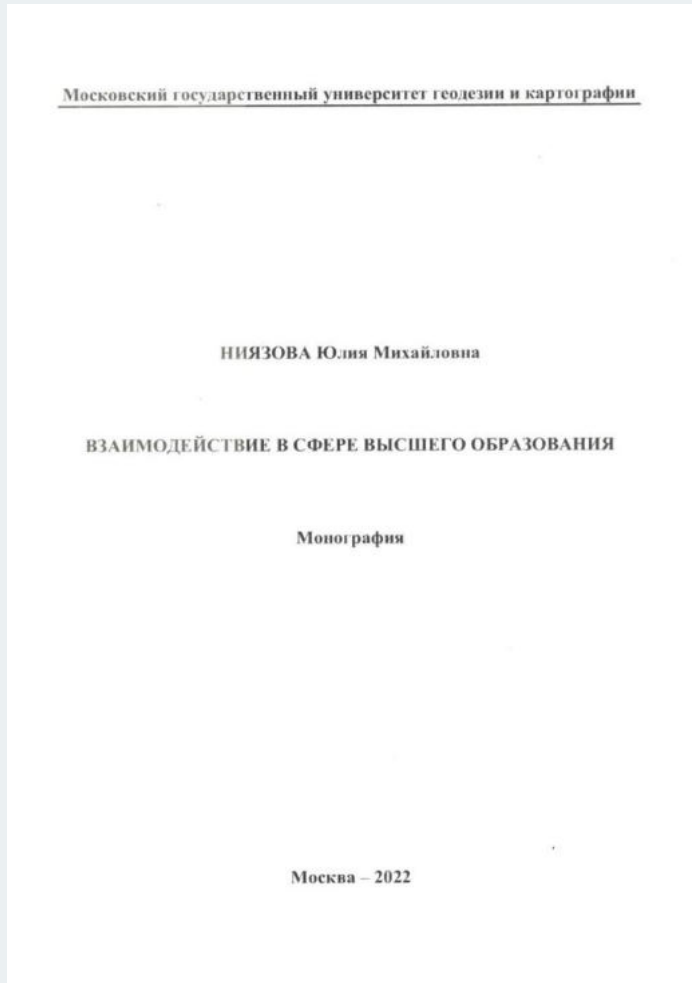 Московский государственный университет геодезии и картографии
НИЯЗОВА Юлия Михайловна
ВЗАИМОДЕЙСТВИЕ В СФЕРЕ ВЫСШЕГО ОБРАЗОВАНИЯ
Монография
Москва – 2022